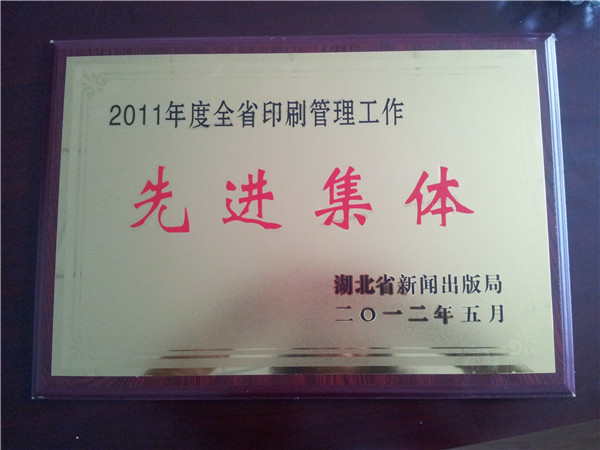 2011年度全省印刷管理工作
先进集体
湖北省新闻出版局
二〇一二年五月